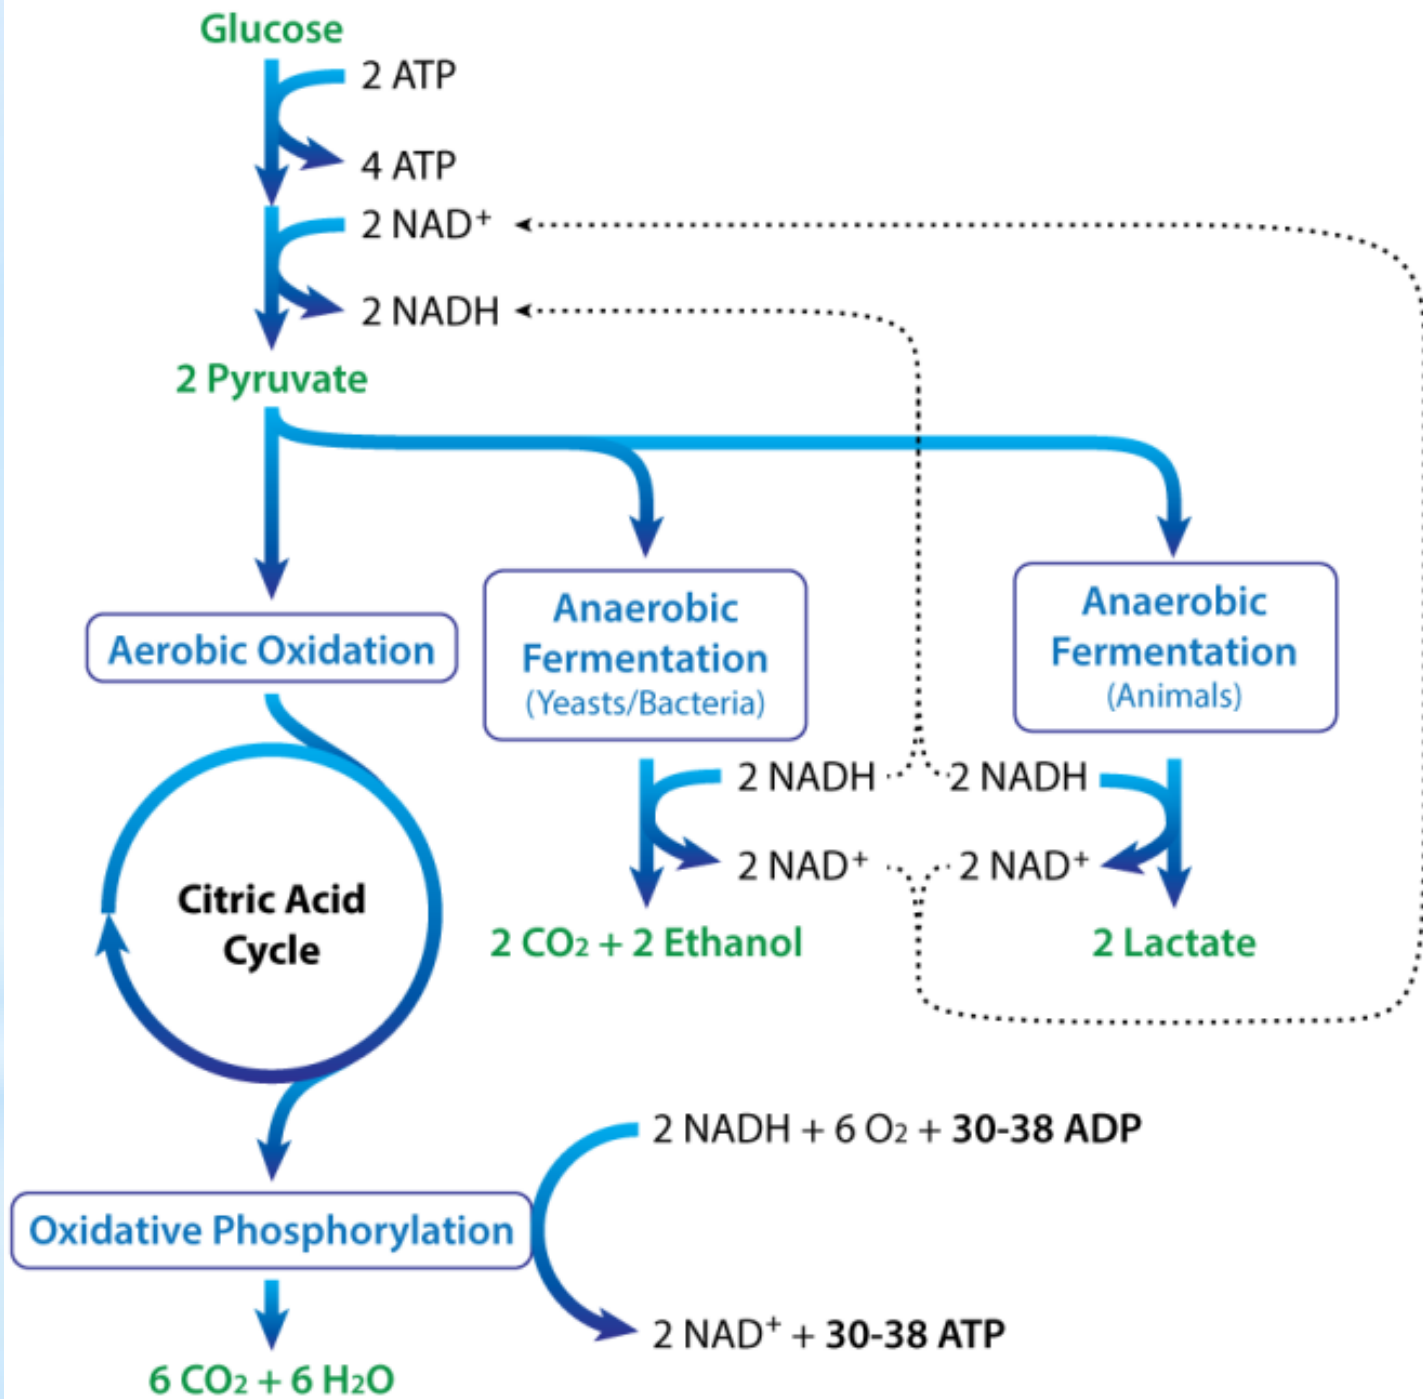 Glucose
2 ATP
4 ATP
2 NAD⁺
2 NADH
2 Pyruvate
Aerobic Oxidation
Anaerobic
Fermentation
(Yeasts/Bacteria)
Anaerobic
Fermentation
(Animals)
2 NADH
2 NADH
2 NAD⁺
2 NAD⁺
Citric Acid
Cycle
2 CO₂ + 2 Ethanol
2 Lactate
2 NADH + 6 O₂ + 30-38 ADP
Oxidative Phosphorylation
2 NAD⁺ + 30-38 ATP
6 CO₂ + 6 H₂O